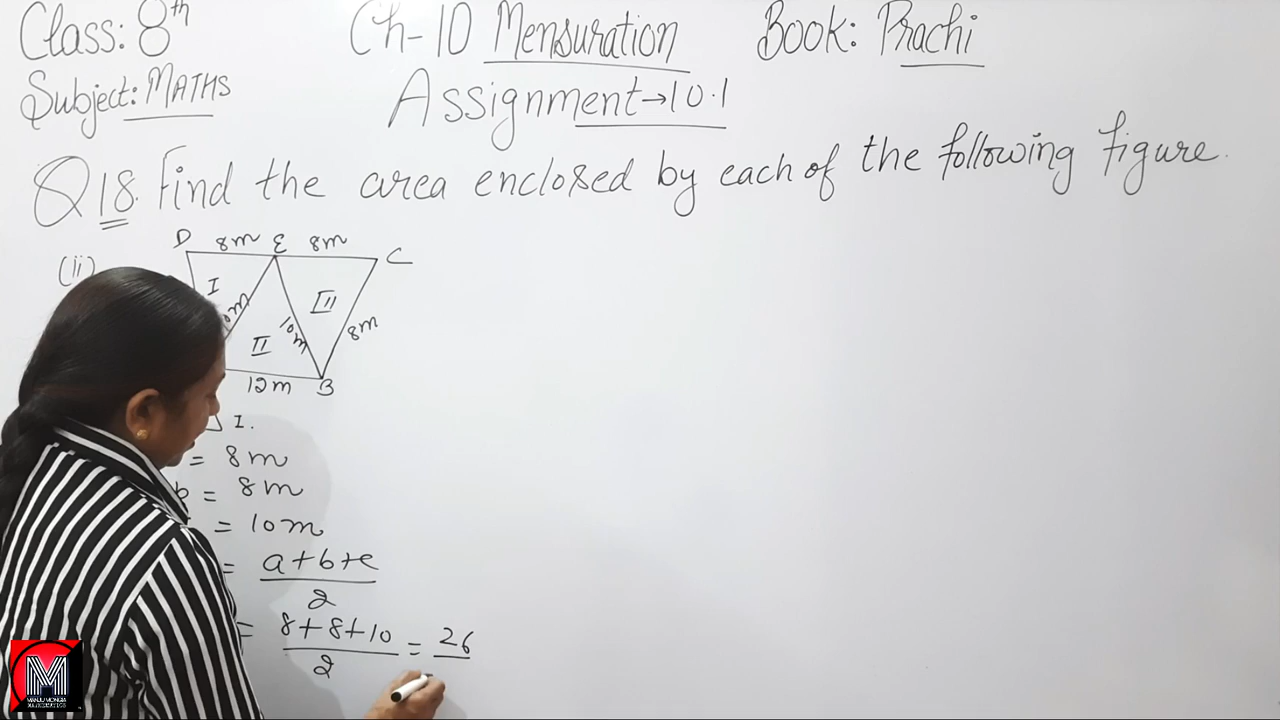 Class: 8th
Ch-10 Mensuration
Book: Prachi
Subject: MATHS
Assignment→10.1
Q18. Find the area enclosed by each of the following figure.
(ii)
D 8m E 8m C
I
III
10m
8m
II
12m B
I.
= 8m
b = 8m
= 10m
= a+b+c
2
= 8+8+10 = 26
2
M
MATHEMATICS